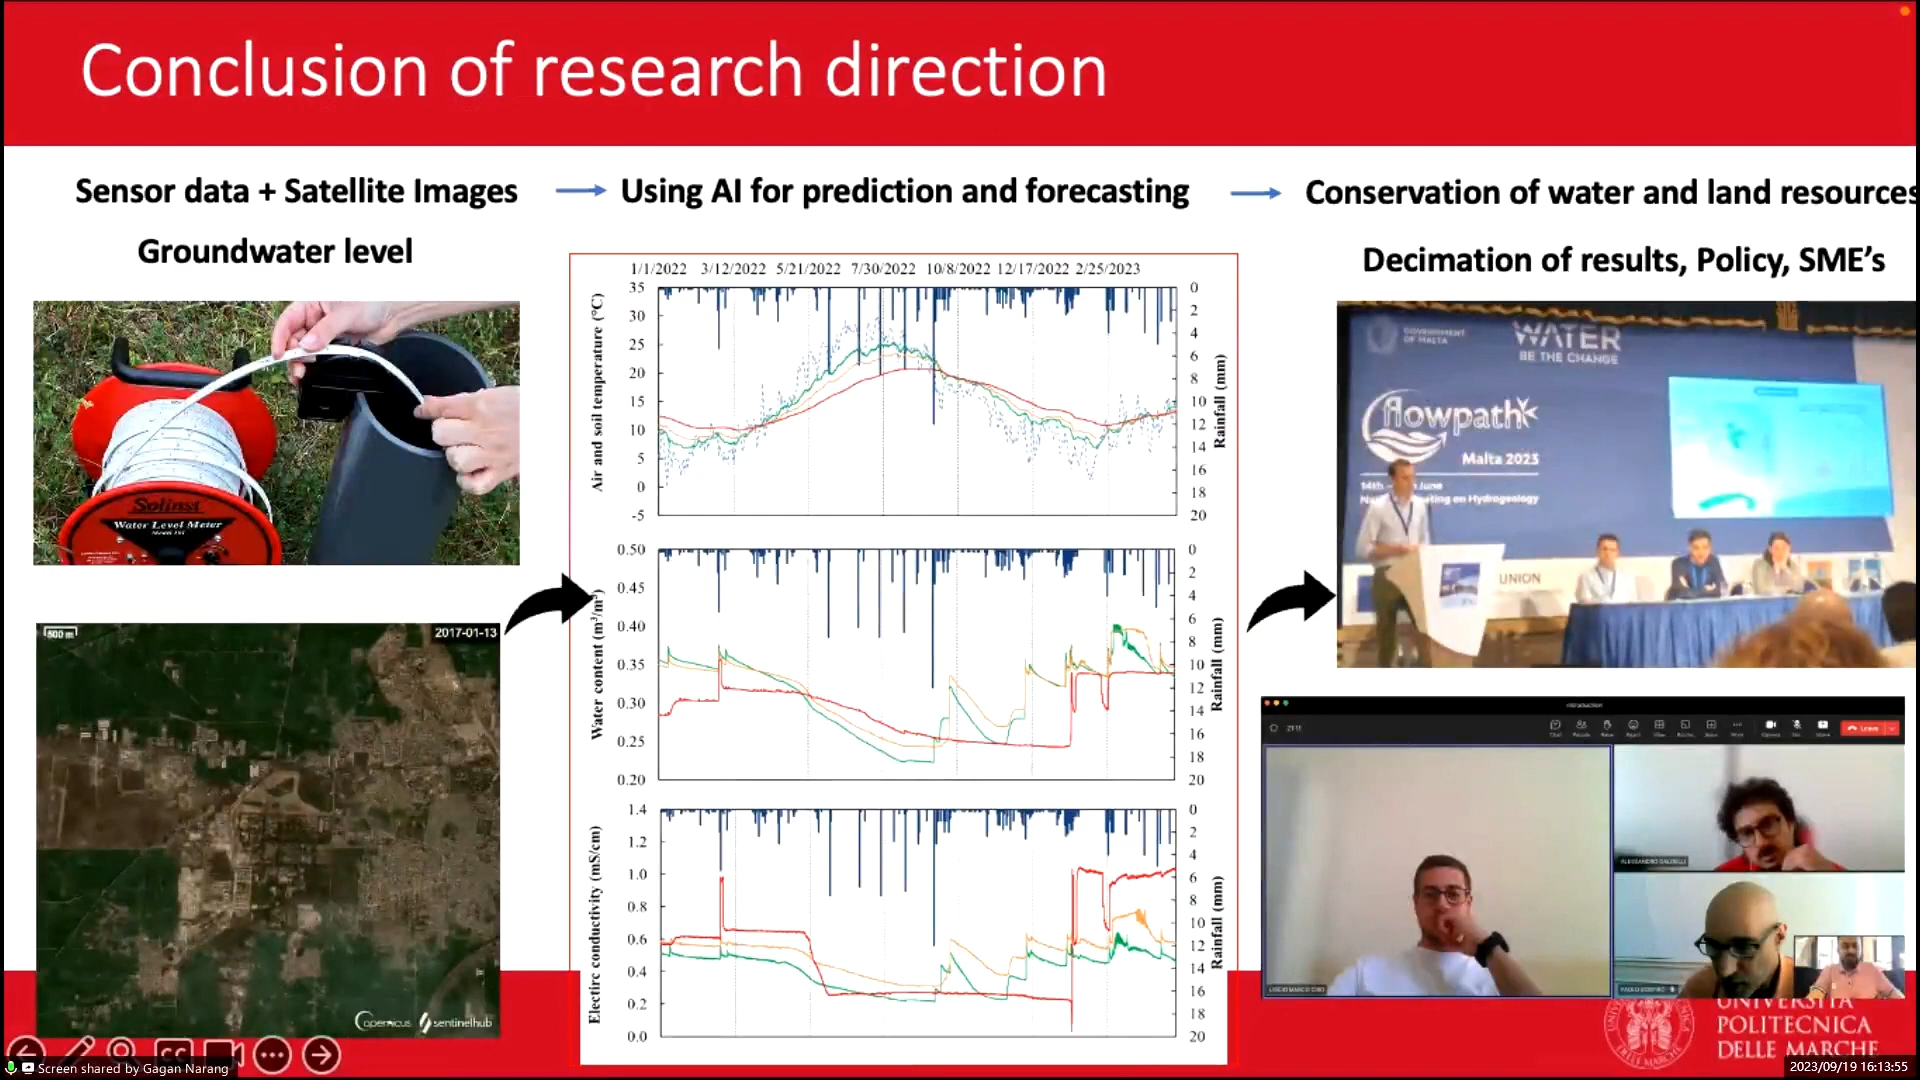 Conclusion of research direction
Sensor data + Satellite Images
Using AI for prediction and forecasting
Conservation of water and land resources
Groundwater level
Decimation of results, Policy, SME's
Solinst
Water Level Meter
500 m
2017-01-13
Copernicus
sentinelhub
1/1/2022 3/12/2022 5/21/2022 7/30/2022 10/8/2022 12/17/2022 2/25/2023
Air and soil temperature (°C)
35
30
25
20
15
10
5
0
-5
Rainfall (mm)
0
2
4
6
8
10
12
14
16
18
20
Water content (m³/m³)
0.50
0.45
0.40
0.35
0.30
0.25
0.20
Rainfall (mm)
0
2
4
6
8
10
12
14
16
18
20
Electirc conductivity (mS/cm)
1.4
1.2
1.0
0.8
0.6
0.4
0.2
0.0
Rainfall (mm)
0
2
4
6
8
10
12
14
16
18
20
GOVERNMENT
OF MALTA
WATER
BE THE CHANGE
flowpath
Malta 2023
June
on Hydrogeology
UNION
Leave
UNIVERSITÀ
POLITECNICA
DELLE MARCHE
CC
Screen shared by Gagan Narang
2023/09/19 16:13:55